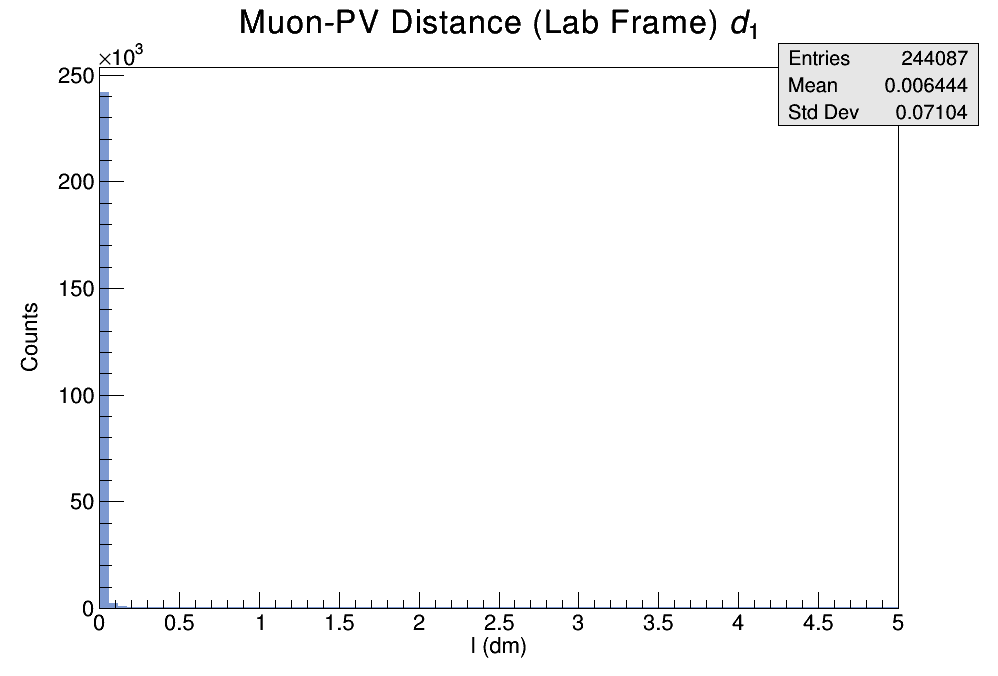 Muon-PV Distance (Lab Frame) d₁
×10³
Entries 244087
Mean 0.006444
Std Dev 0.07104
250
200
150
100
50
0
Counts
0 0.5 1 1.5 2 2.5 3 3.5 4 4.5 5
l (dm)